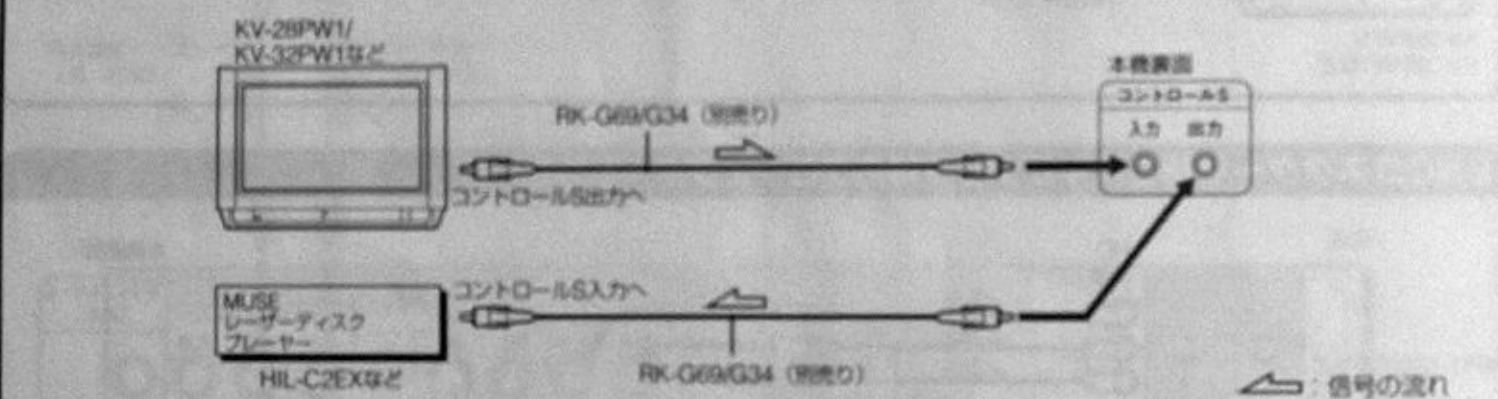 KV-28PW1/
KV-32PW1など
本機裏面
コントロールS
入力 出力
RK-G69/G34（別売り）
コントロールS出力へ
コントロールS入力へ
MUSE
レーザーディスク
プレーヤー
HIL-C2EXなど
RK-G69/G34（別売り）
：信号の流れ